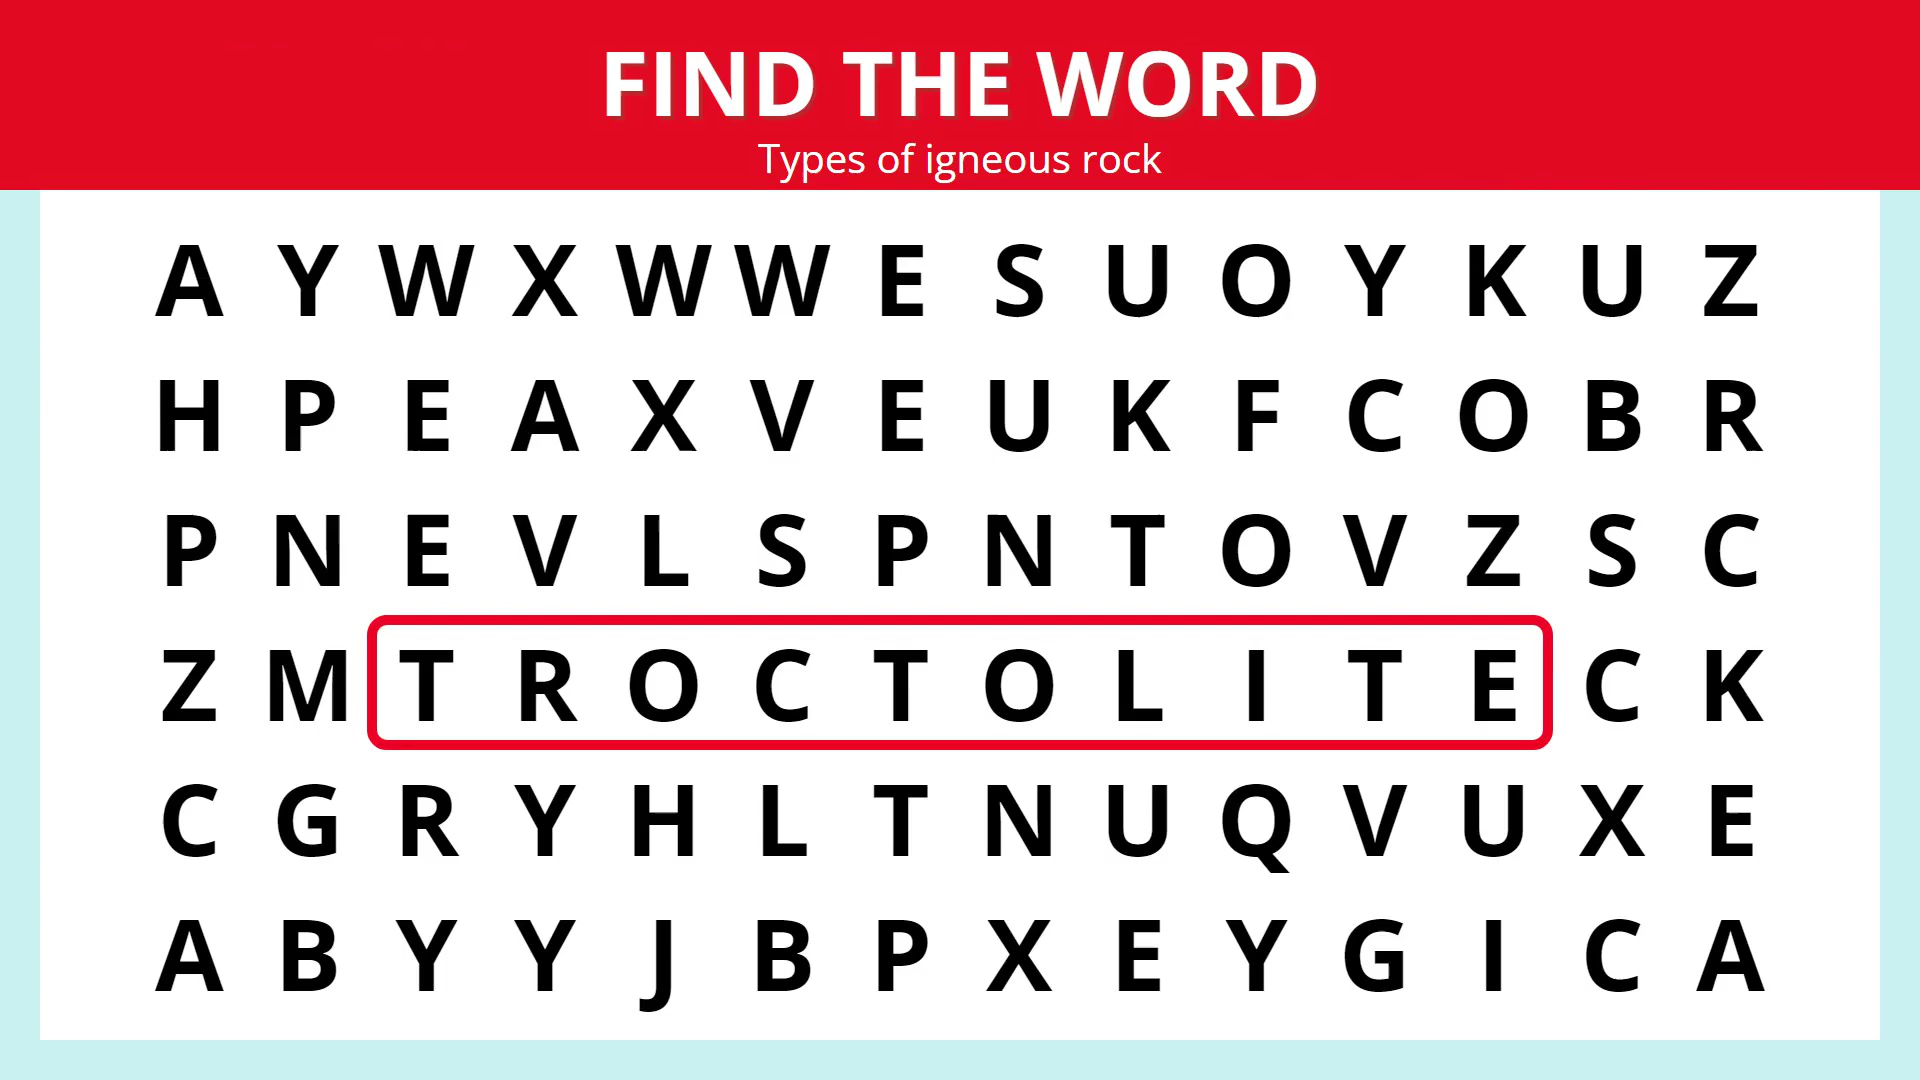 FIND THE WORD
Types of igneous rock
A Y W X W W E S U O Y K U Z
H P E A X V E U K F C O B R
P N E V L S P N T O V Z S C
Z M T R O C T O L I T E C K
C G R Y H L T N U Q V U X E
A B Y Y J B P X E Y G I C A